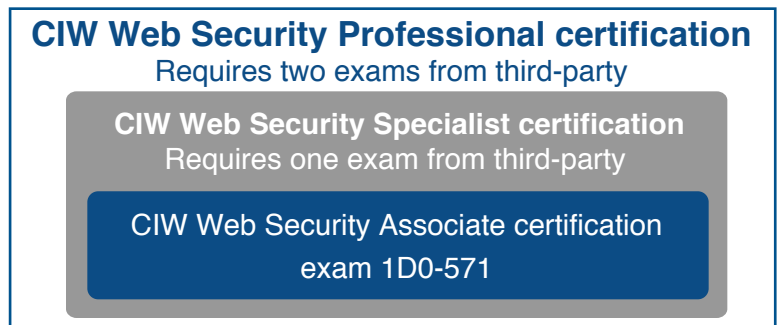 CIW Web Security Professional certification
Requires two exams from third-party
CIW Web Security Specialist certification
Requires one exam from third-party
CIW Web Security Associate certification
exam 1D0-571